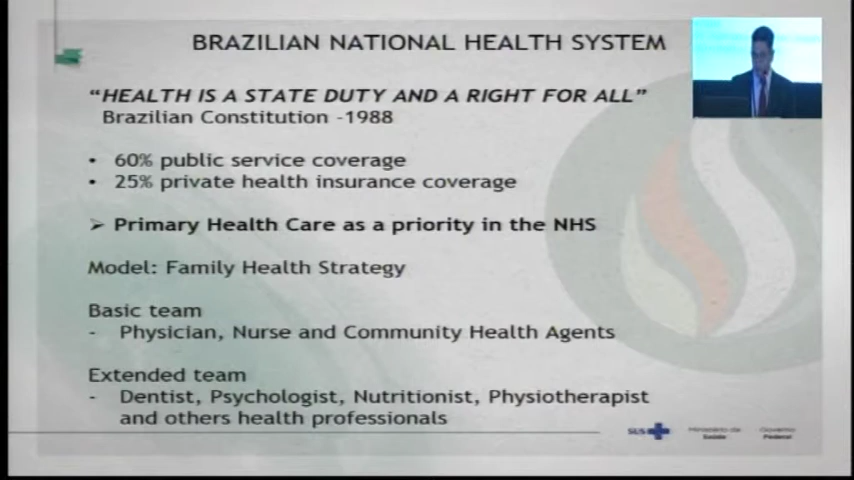 BRAZILIAN NATIONAL HEALTH SYSTEM
“HEALTH IS A STATE DUTY AND A RIGHT FOR ALL”
Brazilian Constitution -1988
• 60% public service coverage
• 25% private health insurance coverage
➢ Primary Health Care as a priority in the NHS
Model: Family Health Strategy
Basic team
- Physician, Nurse and Community Health Agents
Extended team
- Dentist, Psychologist, Nutritionist, Physiotherapist
and others health professionals
SUS
Ministério da
Saúde
Governo
Federal